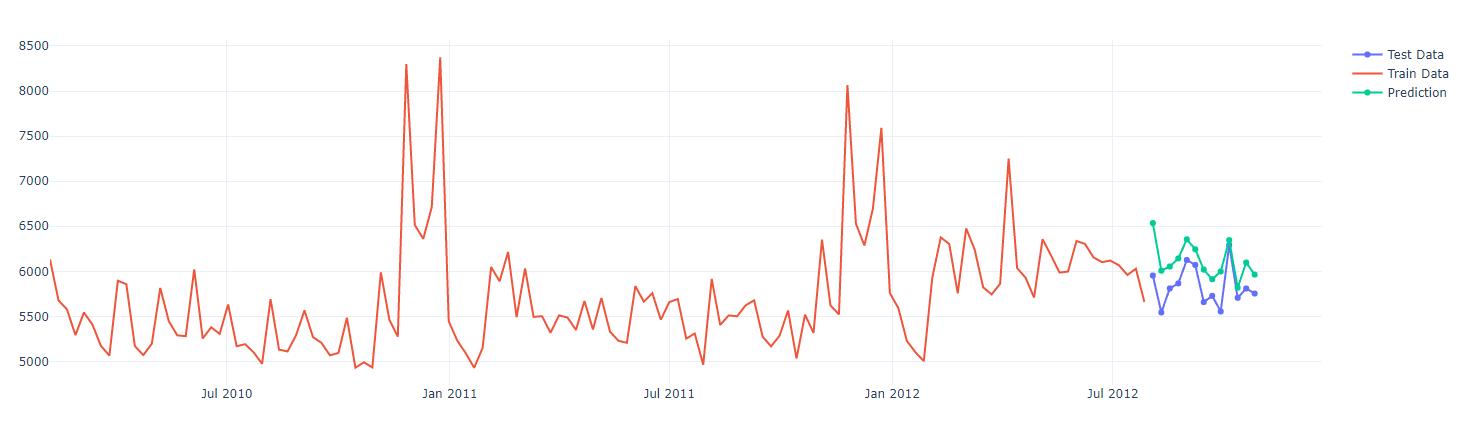 8500
8000
7500
7000
6500
6000
5500
5000
Jul 2010
Jan 2011
Jul 2011
Jan 2012
Jul 2012
Test Data
Train Data
Prediction